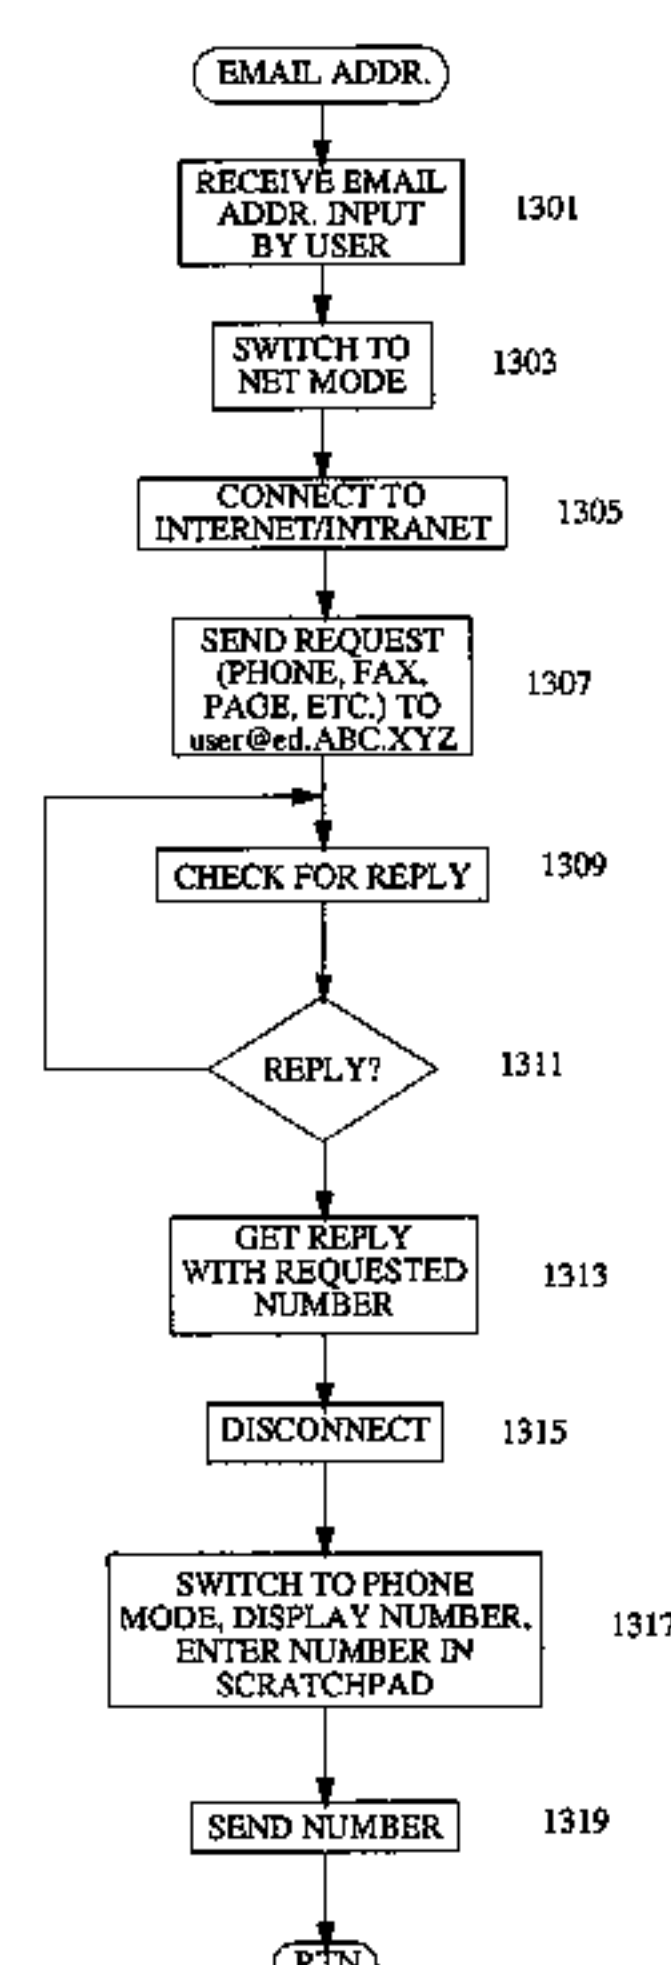 EMAIL ADDR.
RECEIVE EMAIL
ADDR. INPUT
BY USER
1301
SWITCH TO
NET MODE
1303
CONNECT TO
INTERNET/INTRANET
1305
SEND REQUEST
(PHONE, FAX,
PAGE, ETC.) TO
user@ed.ABC.XYZ
1307
CHECK FOR REPLY
1309
REPLY?
1311
GET REPLY
WITH REQUESTED
NUMBER
1313
DISCONNECT
1315
SWITCH TO PHONE
MODE, DISPLAY NUMBER,
ENTER NUMBER IN
SCRATCHPAD
1317
SEND NUMBER
1319
RTN